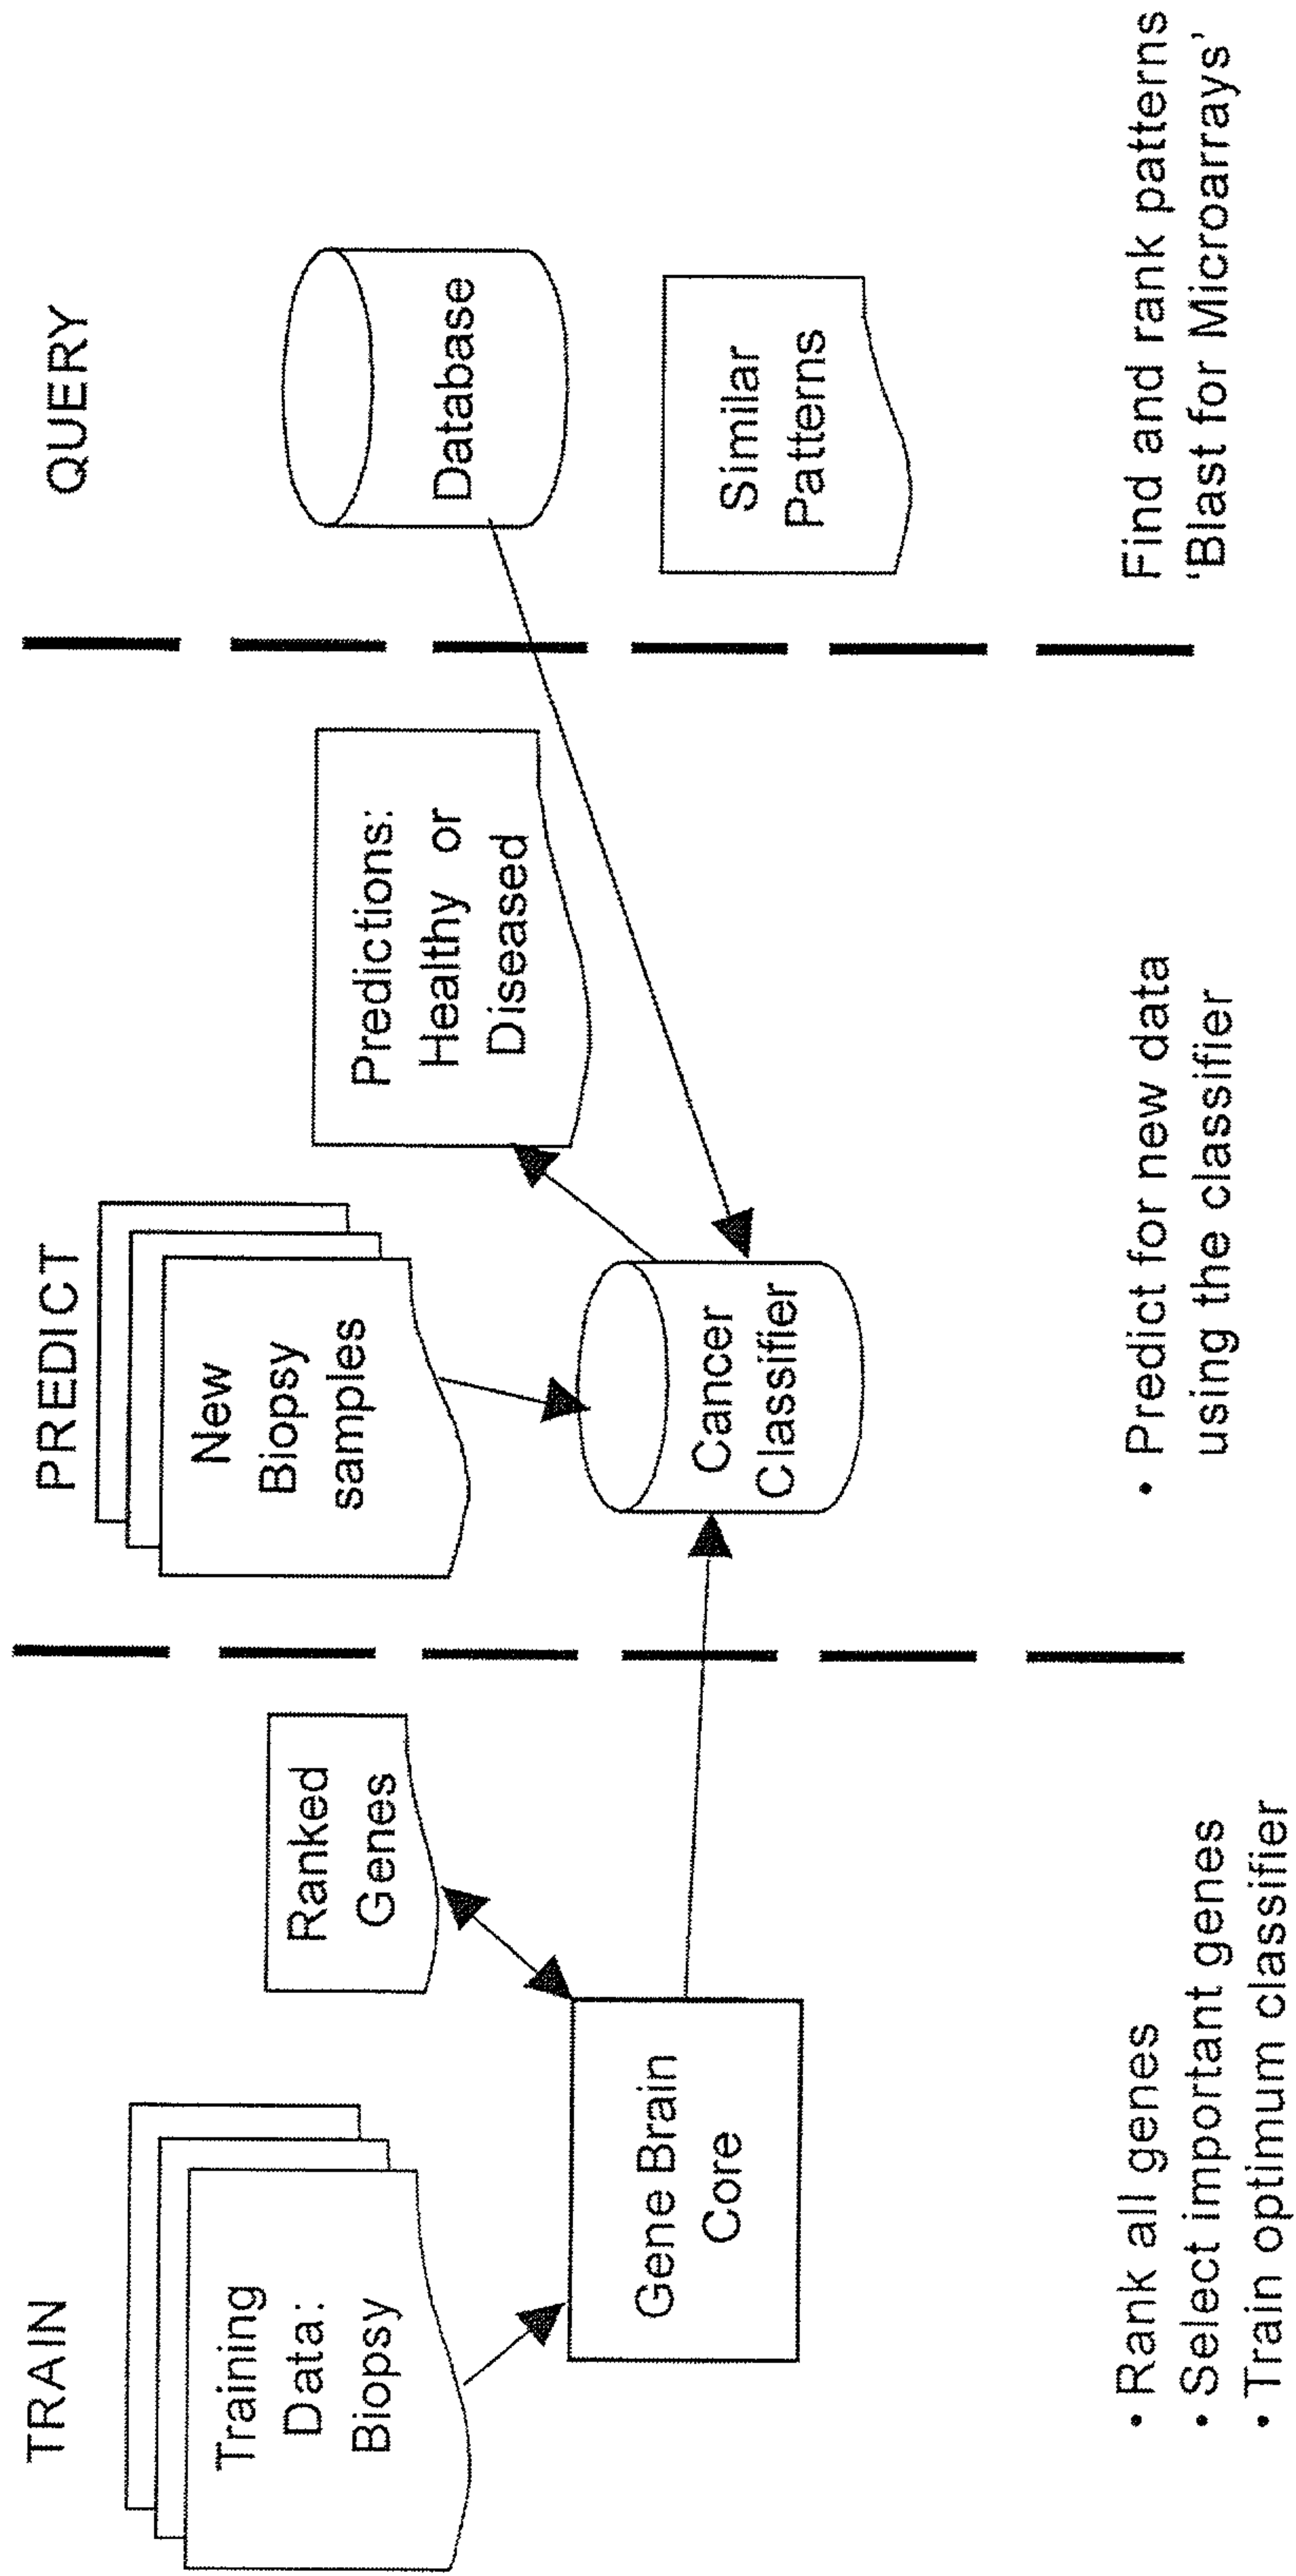 TRAIN
Training
Data:
Biopsy
Ranked
Genes
Gene Brain
Core
• Rank all genes
• Select important genes
• Train optimum classifier
PREDICT
New
Biopsy
samples
Predictions:
Healthy or
Diseased
Cancer
Classifier
• Predict for new data
using the classifier
QUERY
Database
Similar
Patterns
Find and rank patterns
‘Blast for Microarrays’